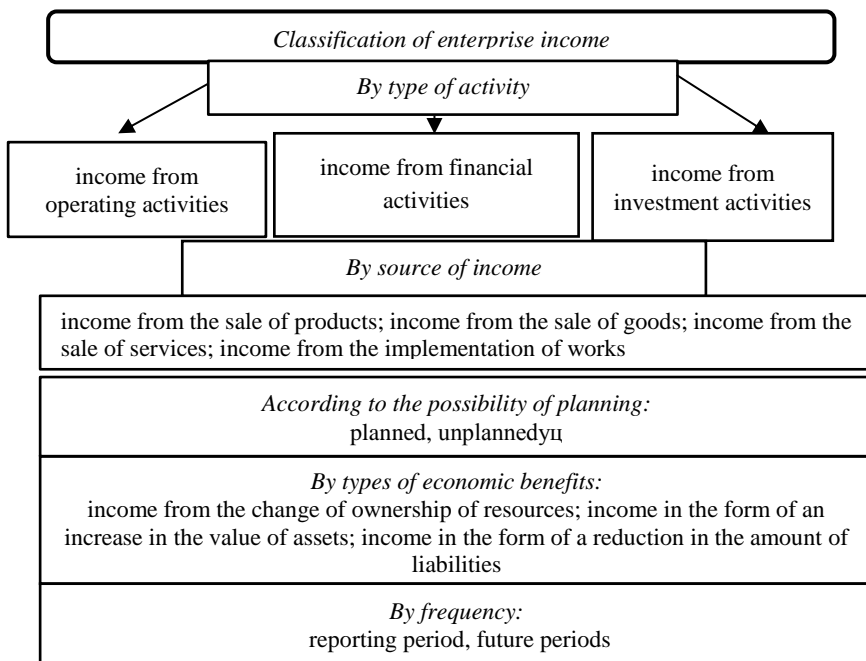 Classification of enterprise income
By type of activity
income from
operating activities
income from financial
activities
income from
investment activities
By source of income
income from the sale of products; income from the sale of goods; income from the
sale of services; income from the implementation of works
According to the possibility of planning:
planned, unplannedуц
By types of economic benefits:
income from the change of ownership of resources; income in the form of an
increase in the value of assets; income in the form of a reduction in the amount of
liabilities
By frequency:
reporting period, future periods